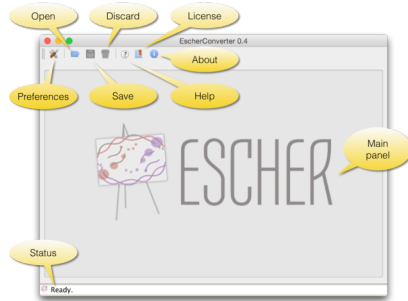 Open
Discard
License
EscherConverter 0.4
About
Preferences
Save
Help
ESCHER
Main
panel
Status
Ready.